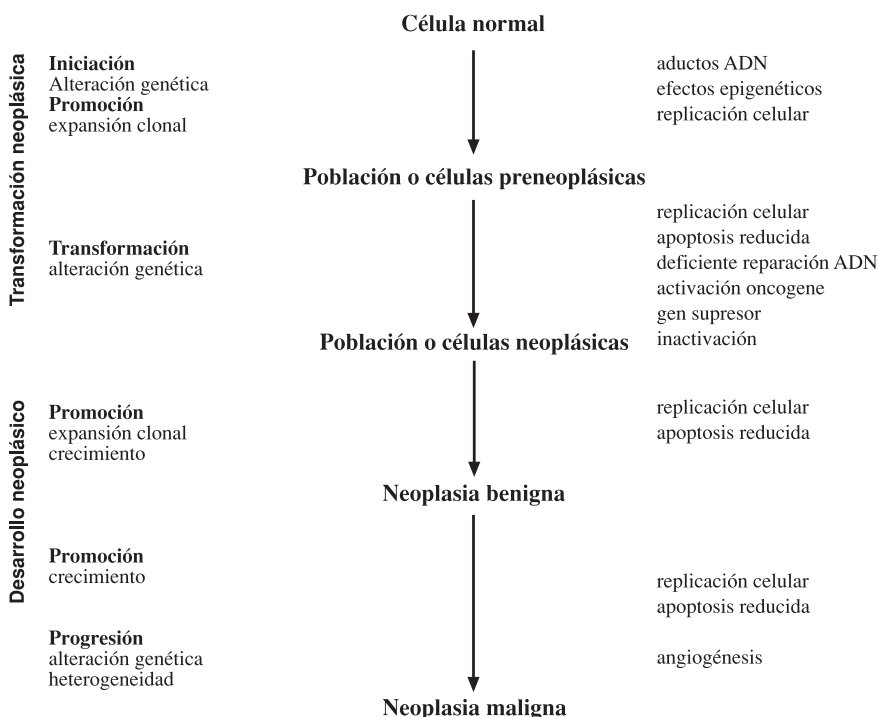 Célula normal
Transformación neoplásica
Iniciación
Alteración genética
Promoción
expansión clonal
aductos ADN
efectos epigenéticos
replicación celular
Población o células preneoplásicas
Transformación
alteración genética
replicación celular
apoptosis reducida
deficiente reparación ADN
activación oncogene
gen supresor
inactivación
Población o células neoplásicas
Desarrollo neoplásico
Promoción
expansión clonal
crecimiento
replicación celular
apoptosis reducida
Neoplasia benigna
Promoción
crecimiento
replicación celular
apoptosis reducida
Progresión
alteración genética
heterogeneidad
angiogénesis
Neoplasia maligna